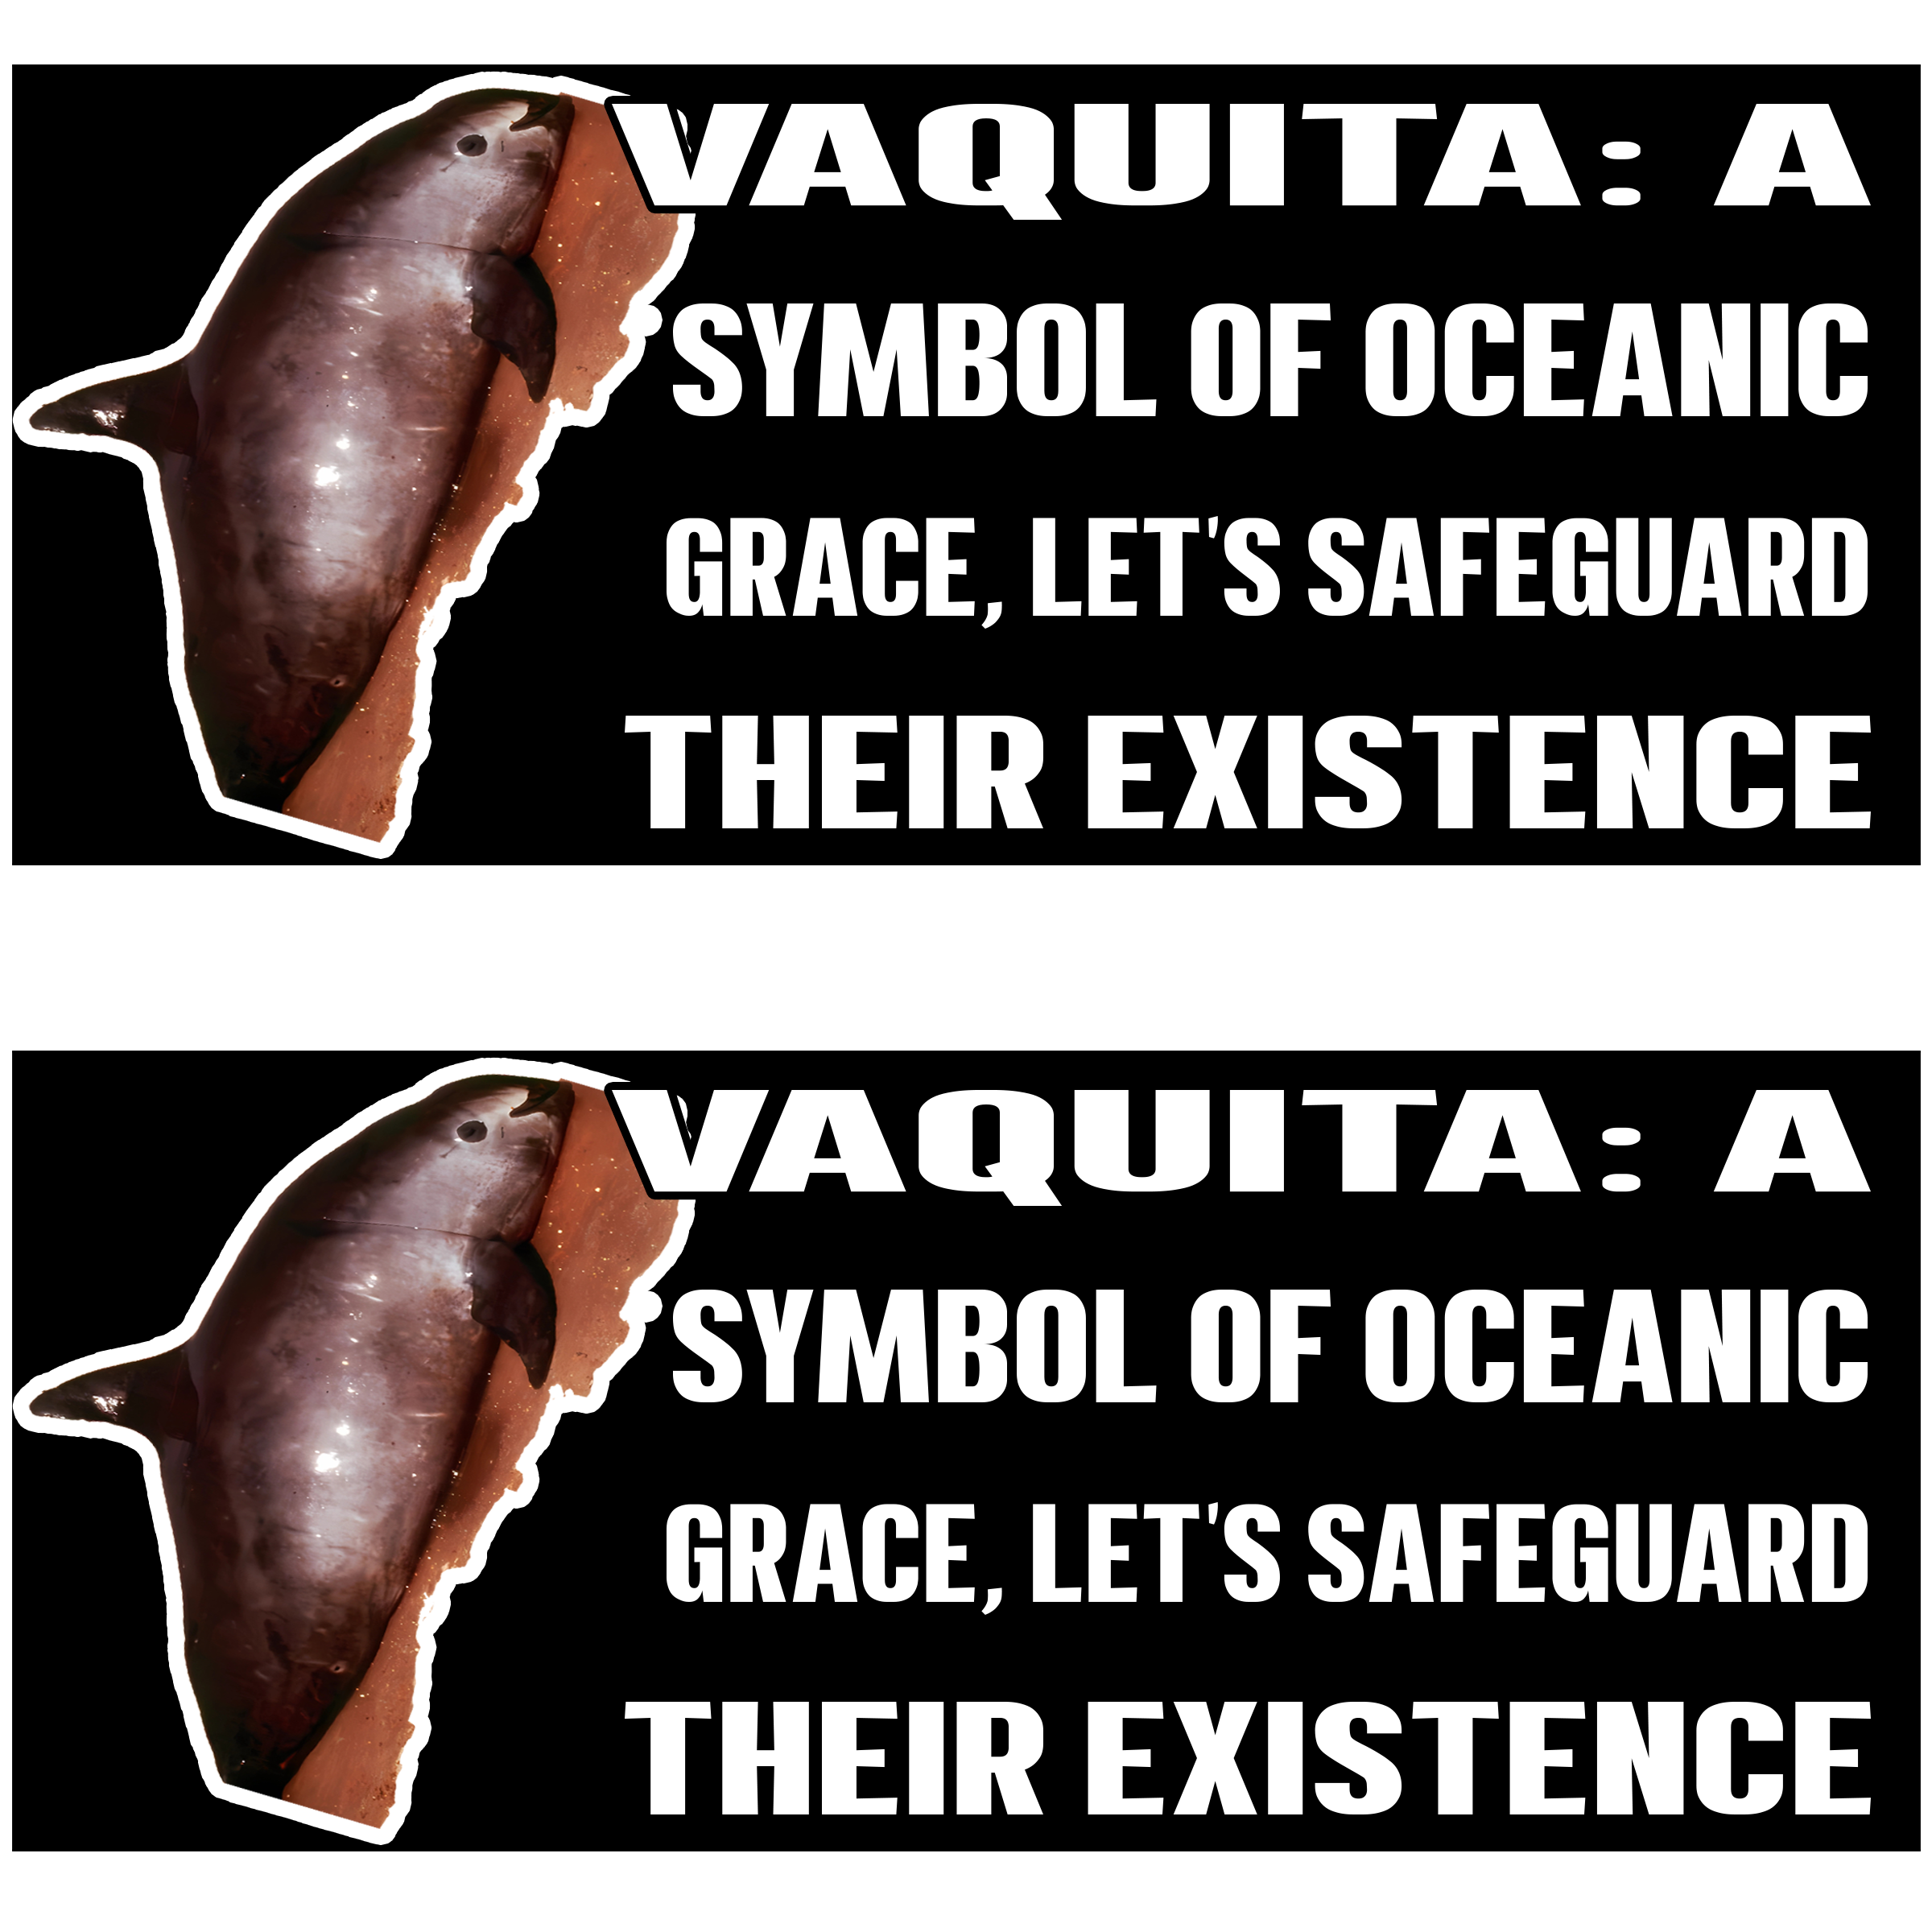 VAQUITA: A
SYMBOL OF OCEANIC
GRACE, LET'S SAFEGUARD
THEIR EXISTENCE
VAQUITA: A
SYMBOL OF OCEANIC
GRACE, LET'S SAFEGUARD
THEIR EXISTENCE